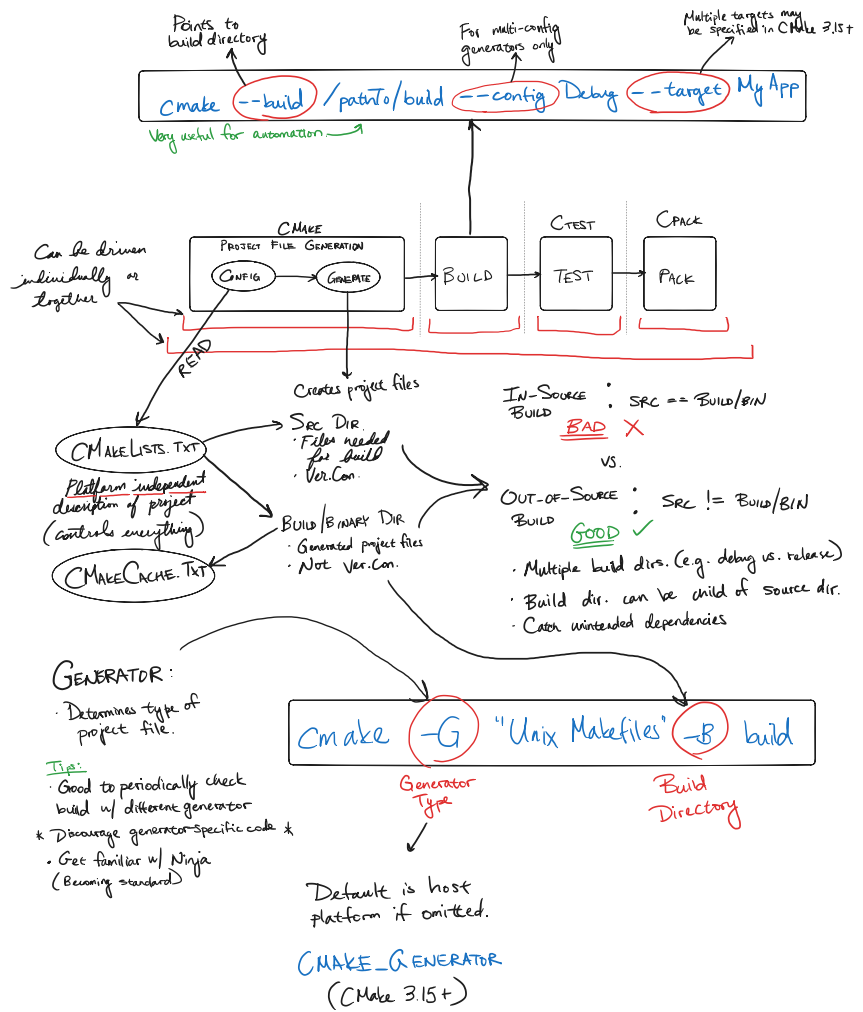 Points to
build directory
For multi-config
generators only
Multiple targets may
be specified in CMake 3.15+
cmake --build /pathTo/build --config Debug --target My App
Very useful for automation
Can be driven
individually or
together
CMAKE
PROJECT FILE GENERATION
CONFIG
GENERATE
BUILD
CTEST
TEST
CPACK
PACK
READ
Creates project files
SRC DIR.
· Files needed
for build
· Ver.Con.
CMAKELISTS.TXT
Platform independent
description of project
(controls everything)
CMAKECACHE.TXT
BUILD/BINARY DIR
· Generated project files
· Not Ver.Con.
IN-SOURCE
BUILD
: SRC == BUILD/BIN
BAD X
VS.
OUT-OF-SOURCE
BUILD
: SRC != BUILD/BIN
GOOD ✓
· Multiple build dirs. (e.g. debug vs. release)
· Build dir. can be child of source dir.
· Catch unintended dependencies
GENERATOR:
· Determines type of
project file.
Tips:
· Good to periodically check
build w/ different generator
* Discourage generator-specific code *
· Get familiar w/ Ninja
(Becoming standard)
cmake -G "Unix Makefiles" -B build
Generator
Type
Build
Directory
Default is host
platform if omitted.
CMAKE_GENERATOR
(CMake 3.15+)